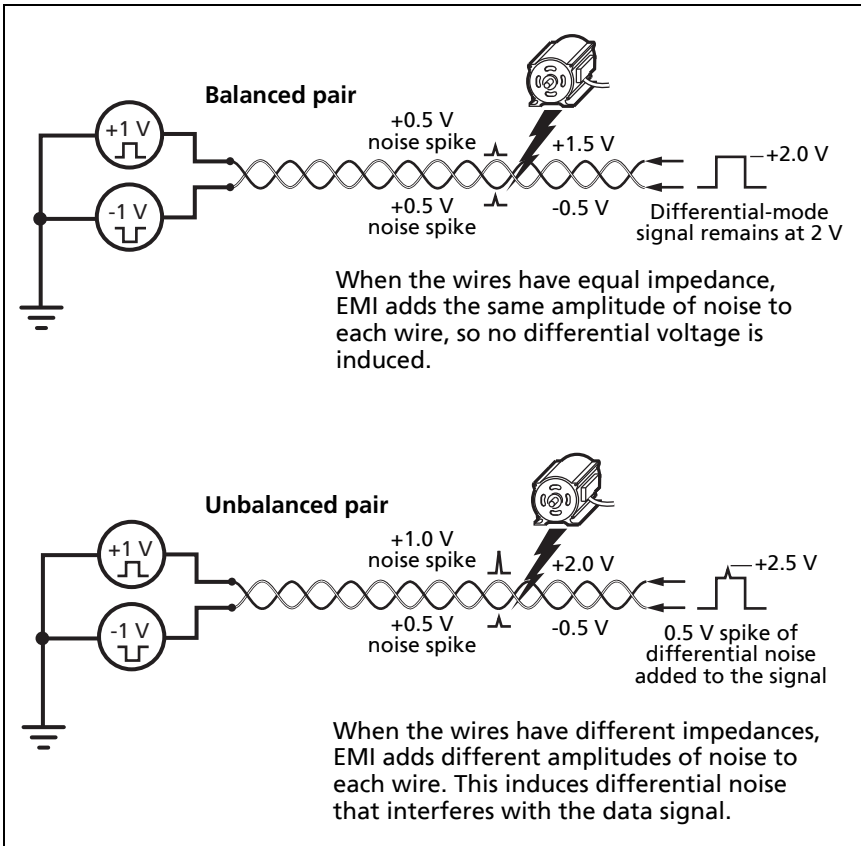 Balanced pair
+1 V
-1 V
+0.5 V
noise spike
+1.5 V
+2.0 V
+0.5 V
noise spike
-0.5 V
Differential-mode
signal remains at 2 V
When the wires have equal impedance,
EMI adds the same amplitude of noise to
each wire, so no differential voltage is
induced.
Unbalanced pair
+1 V
-1 V
+1.0 V
noise spike
+2.0 V
+2.5 V
+0.5 V
noise spike
-0.5 V
0.5 V spike of
differential noise
added to the signal
When the wires have different impedances,
EMI adds different amplitudes of noise to
each wire. This induces differential noise
that interferes with the data signal.